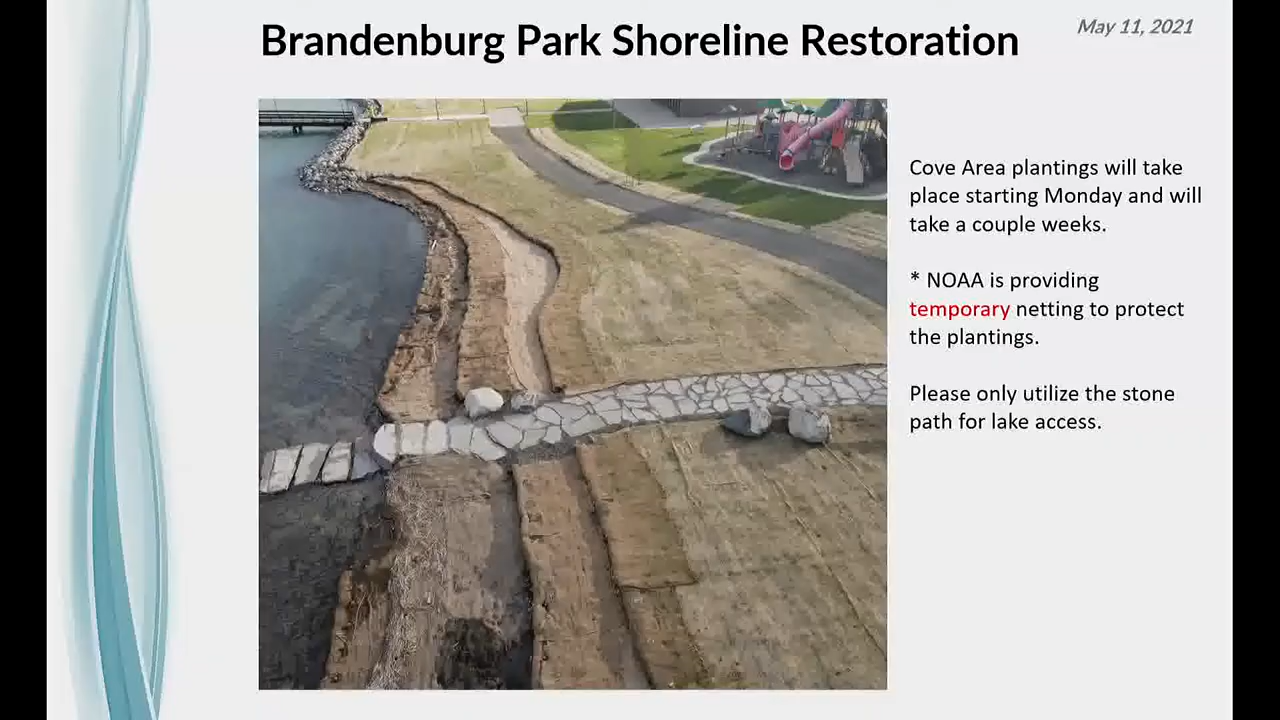 Brandenburg Park Shoreline Restoration
May 11, 2021
Cove Area plantings will take
place starting Monday and will
take a couple weeks.
* NOAA is providing
temporary netting to protect
the plantings.
Please only utilize the stone
path for lake access.